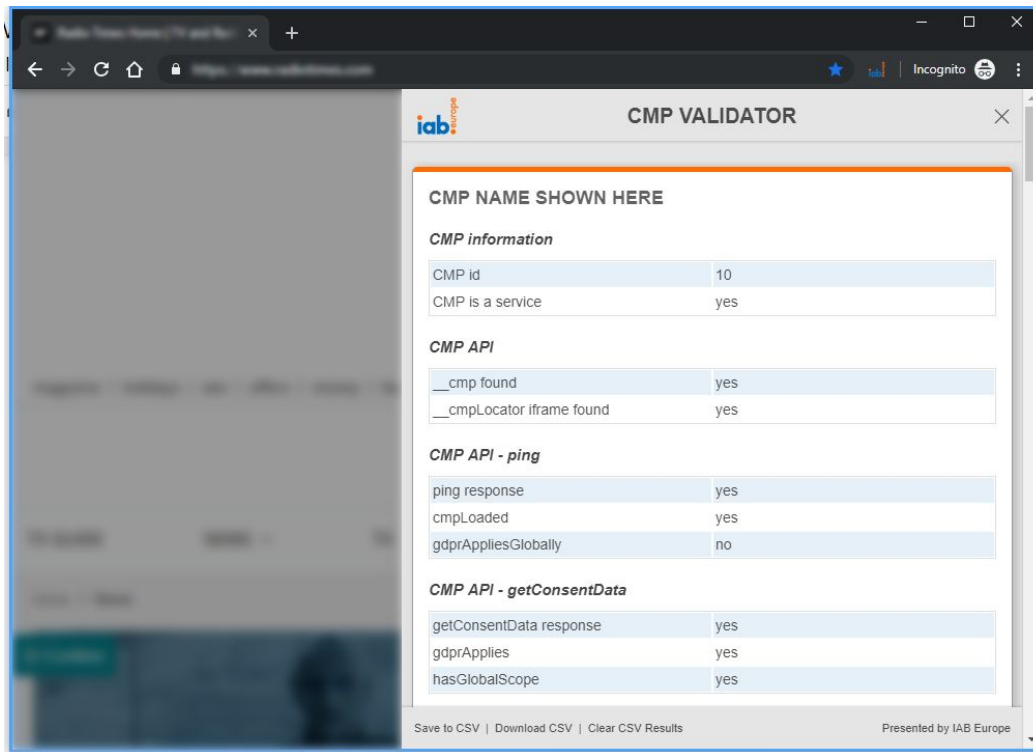 Incognito
iab europe
CMP VALIDATOR
CMP NAME SHOWN HERE
CMP information
CMP id 10
CMP is a service yes
CMP API
__cmp found yes
__cmpLocator iframe found yes
CMP API - ping
ping response yes
cmpLoaded yes
gdprAppliesGlobally no
CMP API - getConsentData
getConsentData response yes
gdprApplies yes
hasGlobalScope yes
Save to CSV | Download CSV | Clear CSV Results Presented by IAB Europe